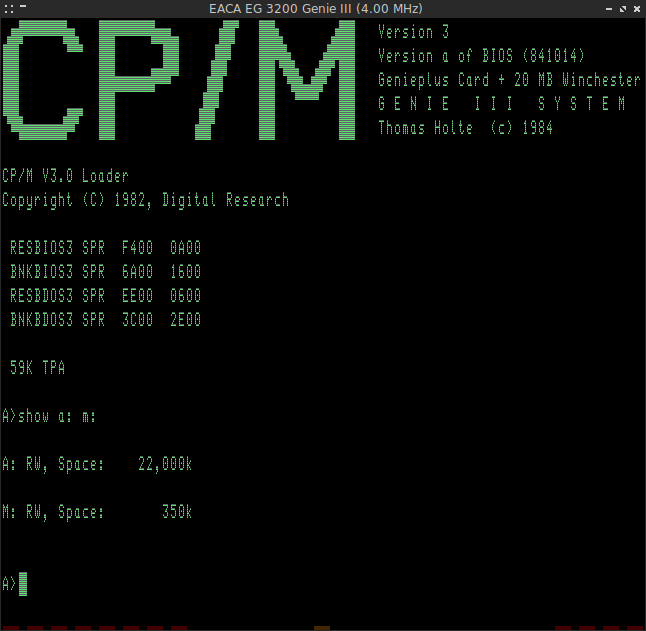 EACA EG 3200 Genie III (4.00 MHz)
CP/M
Version 3
Version a of BIOS (841014)
Genieplus Card + 20 MB Winchester
G E N I E   I I I   S Y S T E M
Thomas Holte  (c) 1984
CP/M V3.0 Loader
Copyright (C) 1982, Digital Research
RESBIOS3 SPR  F400  0A00
BNKBIOS3 SPR  6A00  1600
RESBDOS3 SPR  EE00  0600
BNKBDOS3 SPR  3C00  2E00
59K TPA
A>show a: m:
A: RW, Space:    22,000k
M: RW, Space:       350k
A>